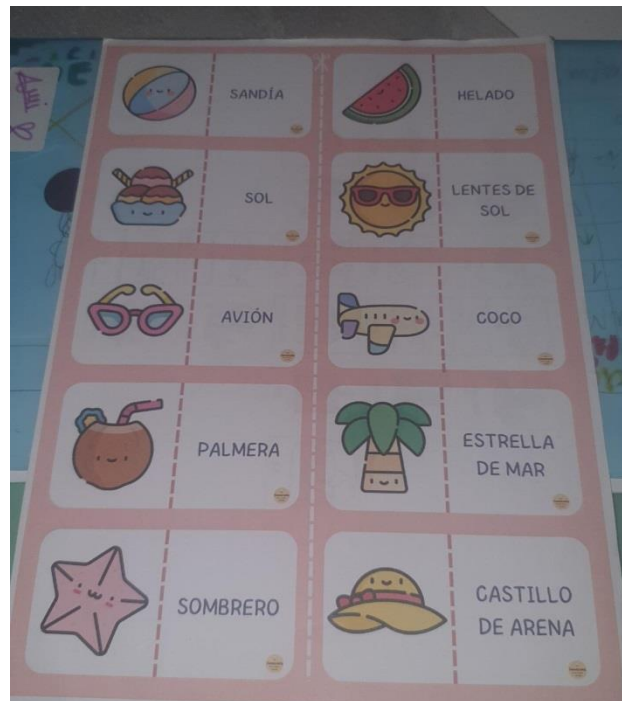 SANDÍA
HELADO
SOL
LENTES DE
SOL
AVIÓN
COCO
PALMERA
ESTRELLA
DE MAR
SOMBRERO
CASTILLO
DE ARENA